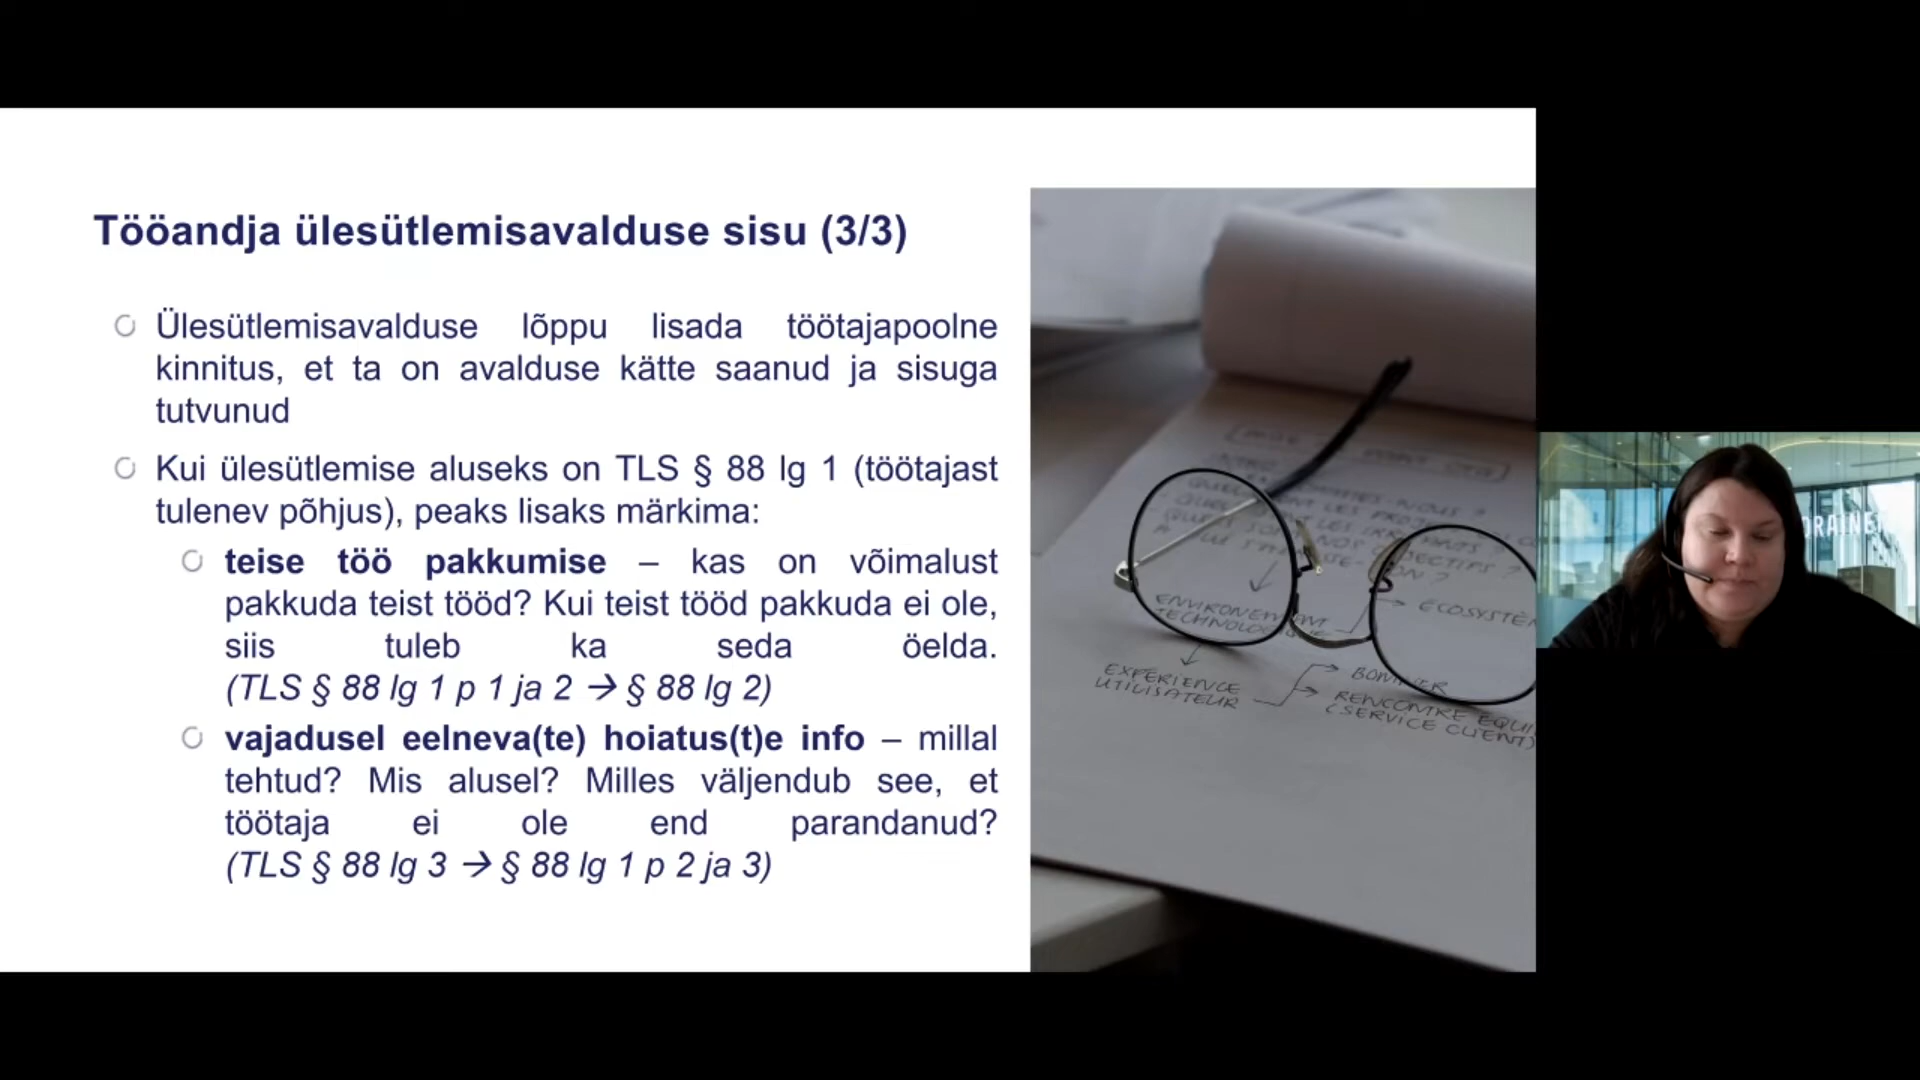 Tööandja ülesütlemisavalduse sisu (3/3)
Ülesütlemisavalduse lõppu lisada töötajapoolne
kinnitus, et ta on avalduse kätte saanud ja sisuga
tutvunud
Kui ülesütlemise aluseks on TLS § 88 lg 1 (töötajast
tulenev põhjus), peaks lisaks märkima:
teise töö pakkumise – kas on võimalust
pakkuda teist tööd? Kui teist tööd pakkuda ei ole,
siis tuleb ka seda öelda.
(TLS § 88 lg 1 p 1 ja 2 → § 88 lg 2)
vajadusel eelneva(te) hoiatus(t)e info – millal
tehtud? Mis alusel? Milles väljendub see, et
töötaja ei ole end parandanud?
(TLS § 88 lg 3 → § 88 lg 1 p 2 ja 3)
EXPERIENCE
UTILISATEUR
RENCONTRE
(SERVICE CLIENT)